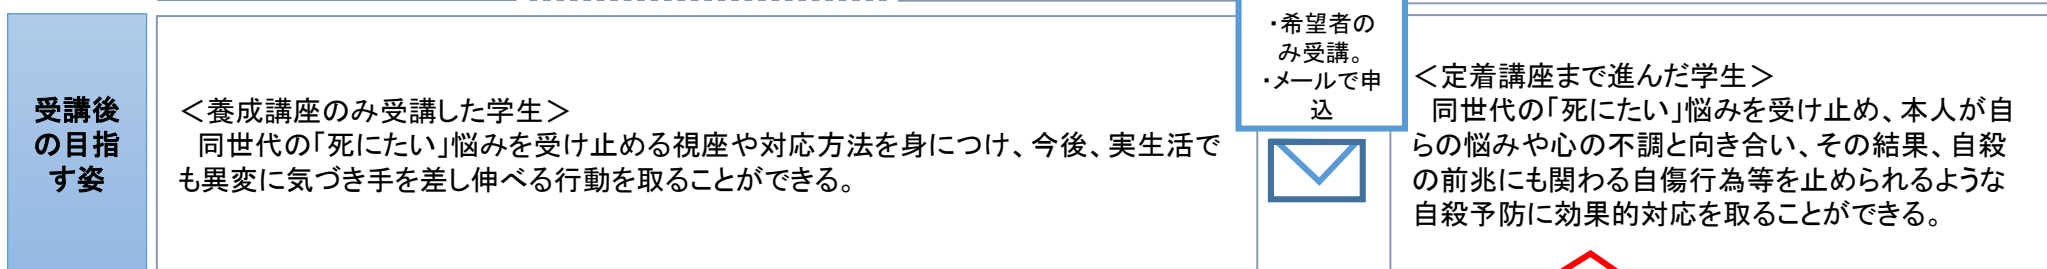 受講後
の目指
す姿
＜養成講座のみ受講した学生＞
　同世代の「死にたい」悩みを受け止める視座や対応方法を身につけ、今後、実生活で
も異変に気づき手を差し伸べる行動を取ることができる。
・希望者の
み受講。
・メールで申
込
＜定着講座まで進んだ学生＞
　同世代の「死にたい」悩みを受け止め、本人が自
らの悩みや心の不調と向き合い、その結果、自殺
の前兆にも関わる自傷行為等を止められるような
自殺予防に効果的対応を取ることができる。